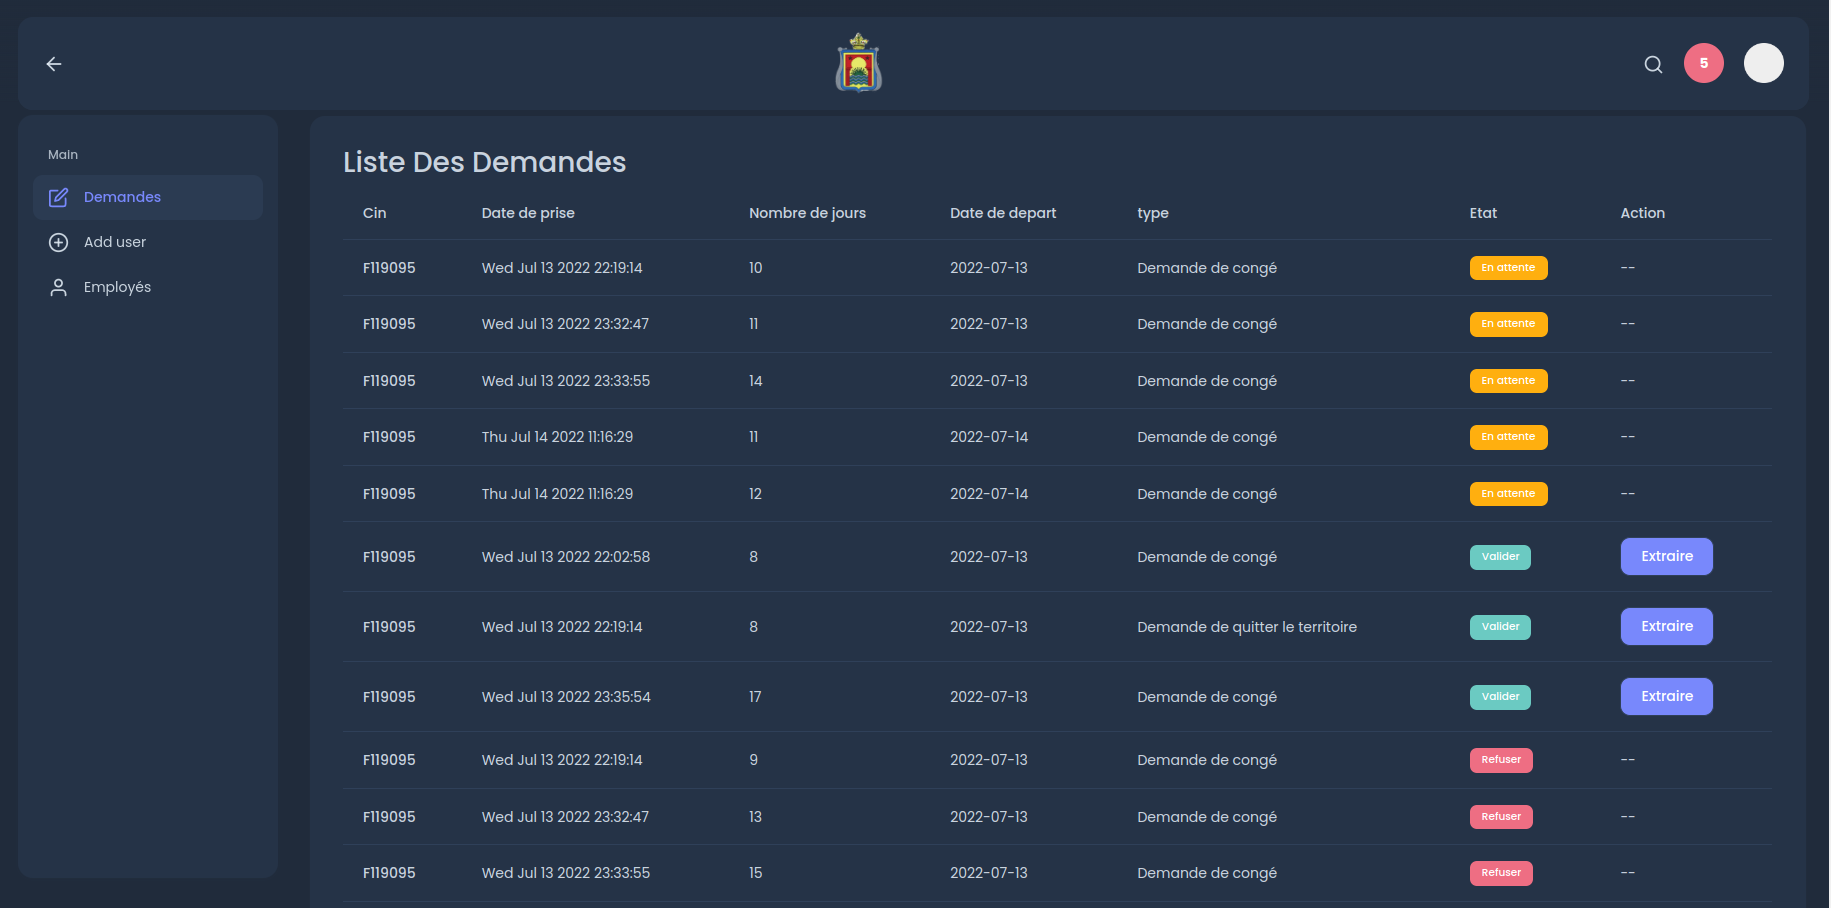 5
Main
Demandes
Add user
Employés
Liste Des Demandes
Cin Date de prise Nombre de jours Date de depart type Etat Action
F119095 Wed Jul 13 2022 22:19:14 10 2022-07-13 Demande de congé En attente --
F119095 Wed Jul 13 2022 23:32:47 11 2022-07-13 Demande de congé En attente --
F119095 Wed Jul 13 2022 23:33:55 14 2022-07-13 Demande de congé En attente --
F119095 Thu Jul 14 2022 11:16:29 11 2022-07-14 Demande de congé En attente --
F119095 Thu Jul 14 2022 11:16:29 12 2022-07-14 Demande de congé En attente --
F119095 Wed Jul 13 2022 22:02:58 8 2022-07-13 Demande de congé Valider Extraire
F119095 Wed Jul 13 2022 22:19:14 8 2022-07-13 Demande de quitter le territoire Valider Extraire
F119095 Wed Jul 13 2022 23:35:54 17 2022-07-13 Demande de congé Valider Extraire
F119095 Wed Jul 13 2022 22:19:14 9 2022-07-13 Demande de congé Refuser --
F119095 Wed Jul 13 2022 23:32:47 13 2022-07-13 Demande de congé Refuser --
F119095 Wed Jul 13 2022 23:33:55 15 2022-07-13 Demande de congé Refuser --